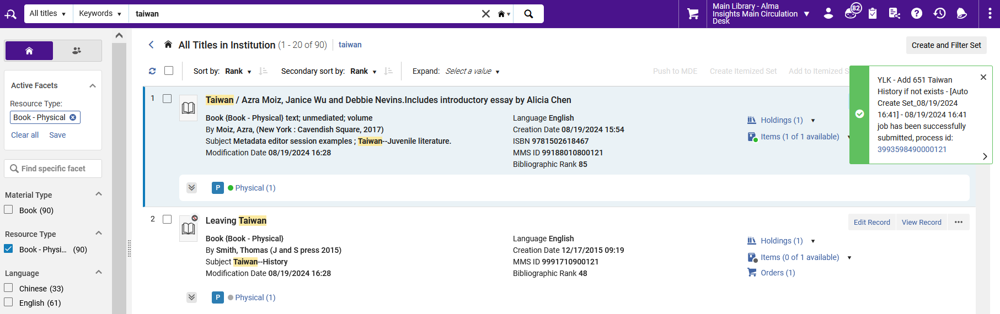 All titles Keywords taiwan
Main Library - Alma
Insights Main Circulation
Desk
82
All Titles in Institution (1 - 20 of 90) taiwan
Create and Filter Set
Sort by: Rank Secondary sort by: Rank Expand: Select a value Push to MDE Create Itemized Set Add to Itemized S
Active Facets
Resource Type:
Book - Physical
Clear all Save
Find specific facet
Material Type
Book (90)
Resource Type
Book - Physi... (90)
Language
Chinese (33)
English (61)
1
Taiwan / Azra Moiz, Janice Wu and Debbie Nevins.Includes introductory essay by Alicia Chen
Book {Book - Physical} text; unmediated; volume
By Moiz, Azra, (New York : Cavendish Square, 2017)
Subject Metadata editor session examples ; Taiwan--Juvenile literature.
Modification Date 08/19/2024 16:28
Language English
Creation Date 08/19/2024 15:54
ISBN 9781502618467
MMS ID 99188010800121
Bibliographic Rank 85
Holdings (1)
Items (1 of 1 available)
P Physical (1)
2
Leaving Taiwan
Book {Book - Physical}
By Smith, Thomas (J and S press 2015)
Subject Taiwan--History
Modification Date 08/19/2024 16:28
Language English
Creation Date 12/17/2015 09:19
MMS ID 9991710900121
Bibliographic Rank 48
Edit Record View Record
Holdings (1)
Items (0 of 1 available)
Orders (1)
P Physical (1)
YLK - Add 651 Taiwan
History if not exists - [Auto
Create Set_08/19/2024
16:41] - 08/19/2024 16:41
job has been successfully
submitted, process id:
3993598490000121